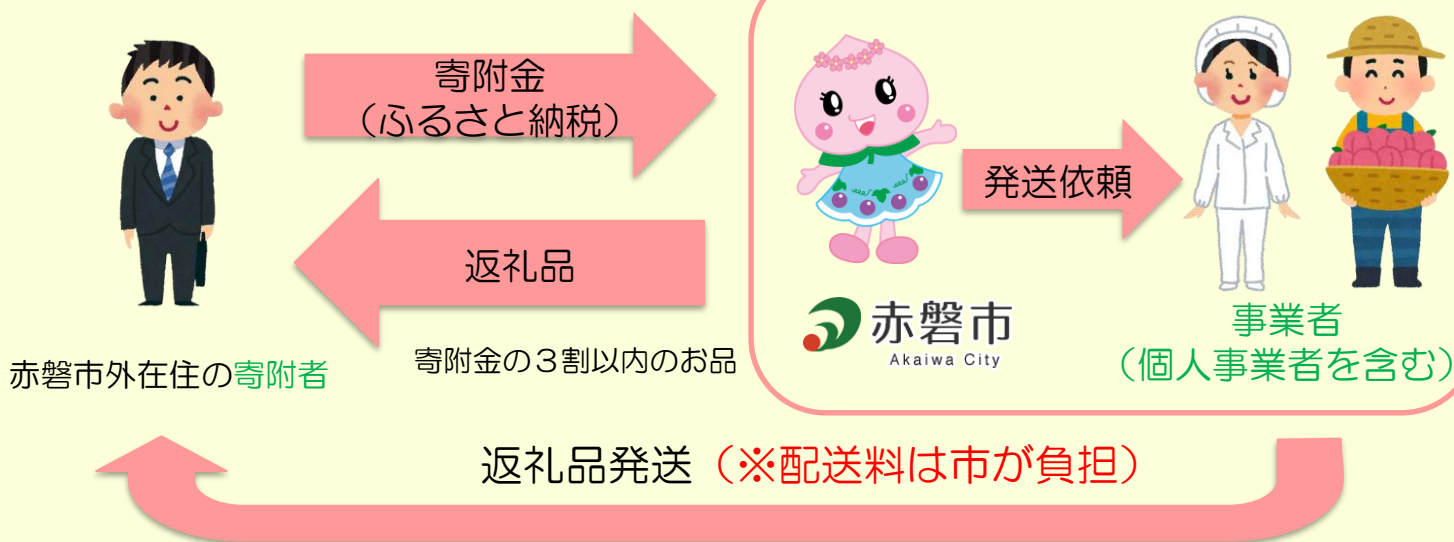 寄附金
（ふるさと納税）
発送依頼
返礼品
赤磐市
Akaiwa City
事業者
（個人事業者を含む）
赤磐市外在住の寄附者
寄附金の３割以内のお品
返礼品発送（※配送料は市が負担）